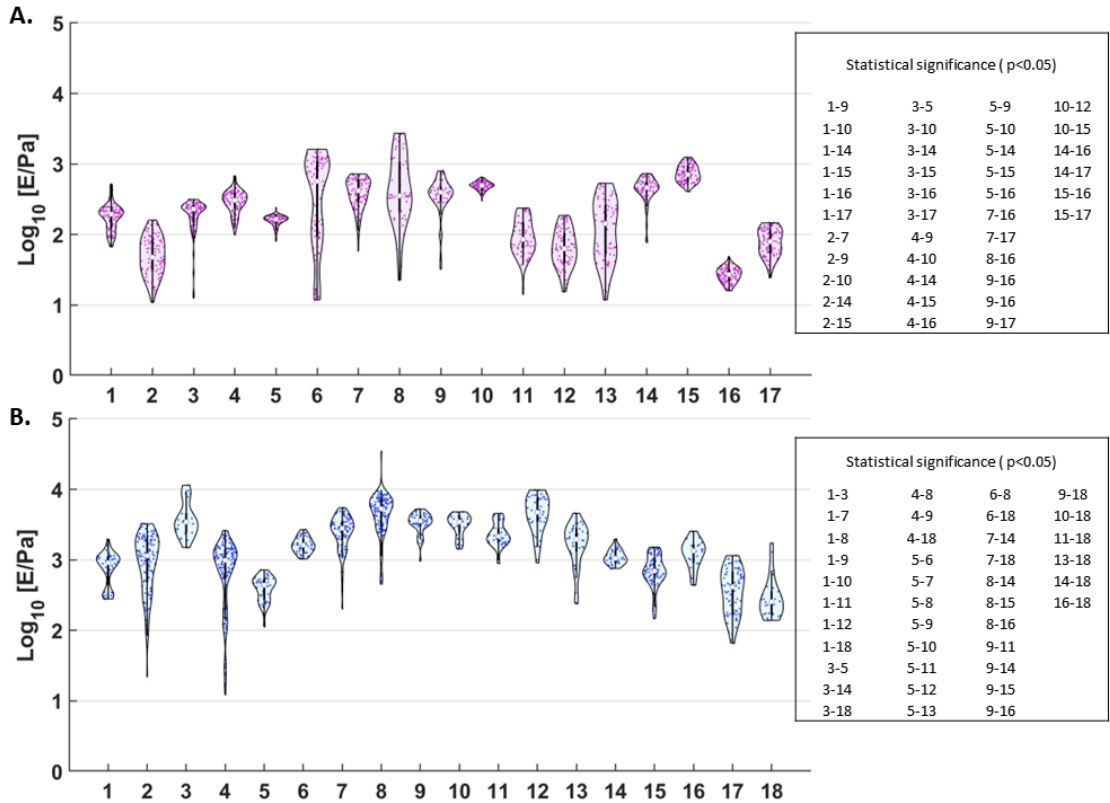 A.
5
4
3
2
1
0
Log10 [E/Pa]
1 2 3 4 5 6 7 8 9 10 11 12 13 14 15 16 17
Statistical significance ( p<0.05)
1-9 3-5 5-9 10-12
1-10 3-10 5-10 10-15
1-14 3-14 5-14 14-16
1-15 3-15 5-15 14-17
1-16 3-16 5-16 15-16
1-17 3-17 7-16 15-17
2-7 4-9 7-17
2-9 4-10 8-16
2-10 4-14 9-16
2-14 4-15 9-16
2-15 4-16 9-17
B.
5
4
3
2
1
0
Log10 [E/Pa]
1 2 3 4 5 6 7 8 9 10 11 12 13 14 15 16 17 18
Statistical significance ( p<0.05)
1-3 4-8 6-8 9-18
1-7 4-9 6-18 10-18
1-8 4-18 7-14 11-18
1-9 5-6 7-18 13-18
1-10 5-7 8-14 14-18
1-11 5-8 8-15 16-18
1-12 5-9 8-16
1-18 5-10 9-11
3-5 5-11 9-14
3-14 5-12 9-15
3-18 5-13 9-16